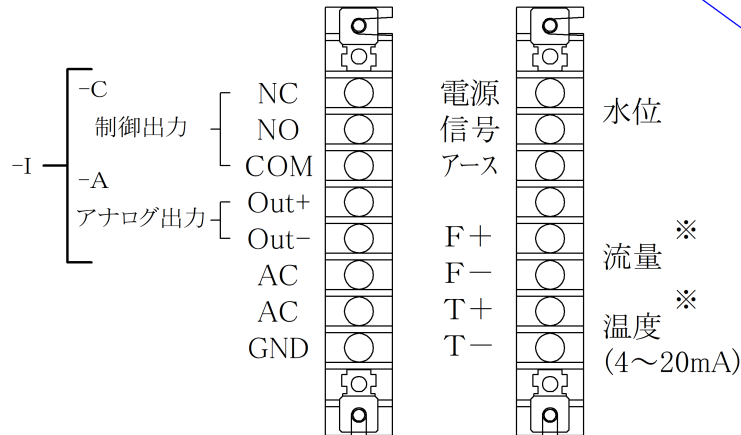 -I
-C
制御出力
-A
アナログ出力
NC
NO
COM
Out+
Out−
AC
AC
GND
電源
信号
アース
F+
F−
T+
T−
水位
流量※
温度※
(4～20mA)